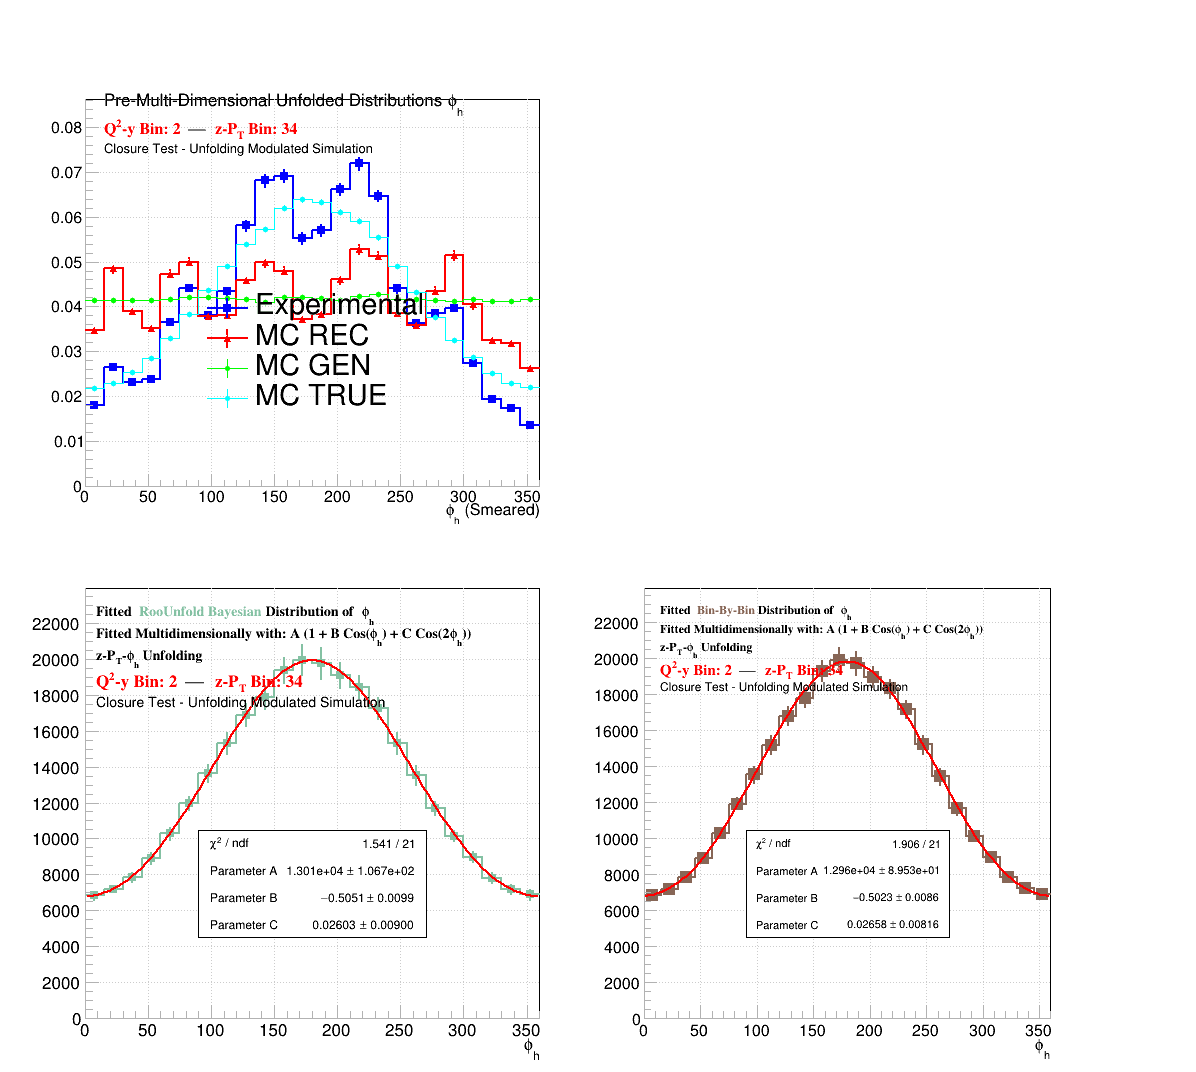 Pre-Multi-Dimensional Unfolded Distributions ϕh
Q²-y Bin: 2 — z-PT Bin: 34
Closure Test - Unfolding Modulated Simulation
0.08
0.07
0.06
0.05
0.04
0.03
0.02
0.01
0
Experimental
MC REC
MC GEN
MC TRUE
0 50 100 150 200 250 300 350
ϕh (Smeared)
Fitted RooUnfold Bayesian Distribution of ϕh
Fitted Multidimensionally with: A (1 + B Cos(ϕh) + C Cos(2ϕh))
z-PT-ϕh Unfolding
Q²-y Bin: 2 — z-PT Bin: 34
Closure Test - Unfolding Modulated Simulation
22000
20000
18000
16000
14000
12000
10000
8000
6000
4000
2000
0
χ² / ndf 1.541 / 21
Parameter A 1.301e+04 ± 1.067e+02
Parameter B −0.5051 ± 0.0099
Parameter C 0.02603 ± 0.00900
0 50 100 150 200 250 300 350
ϕh
Fitted Bin-By-Bin Distribution of ϕh
Fitted Multidimensionally with: A (1 + B Cos(ϕh) + C Cos(2ϕh))
z-PT-ϕh Unfolding
Q²-y Bin: 2 — z-PT Bin: 34
Closure Test - Unfolding Modulated Simulation
22000
20000
18000
16000
14000
12000
10000
8000
6000
4000
2000
0
χ² / ndf 1.906 / 21
Parameter A 1.296e+04 ± 8.953e+01
Parameter B −0.5023 ± 0.0086
Parameter C 0.02658 ± 0.00816
0 50 100 150 200 250 300 350
ϕh